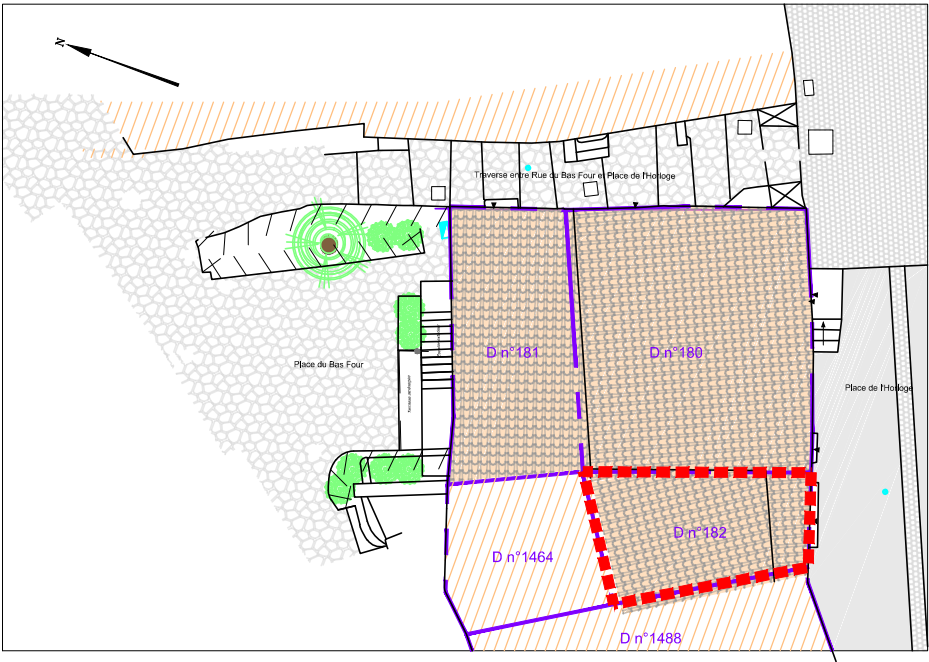 N
Traverse entre Rue du Bas Four et Place de l'Horloge
D n°181
D n°180
Place du Bas Four
Place de l'Horloge
D n°182
D n°1464
D n°1488